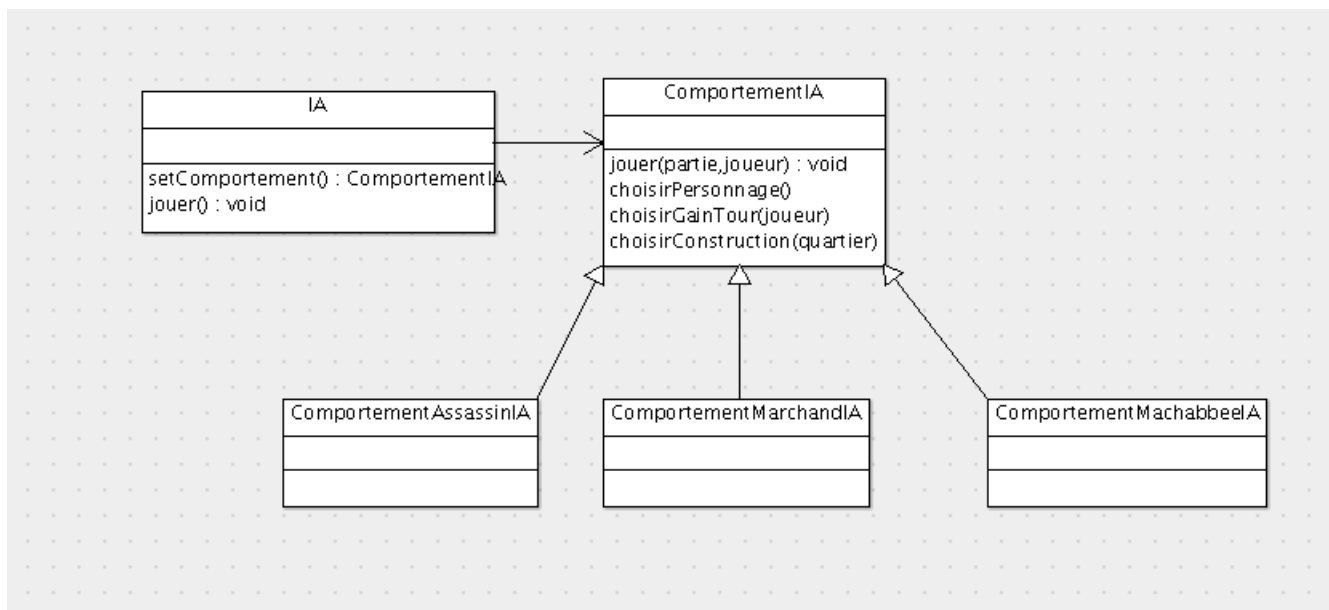 IA
setComportement() : ComportementIA
jouer() : void
ComportementIA
jouer(partie,joueur) : void
choisirPersonnage()
choisirGainTour(joueur)
choisirConstruction(quartier)
ComportementAssassinIA
ComportementMarchandIA
ComportementMachabbeeIA